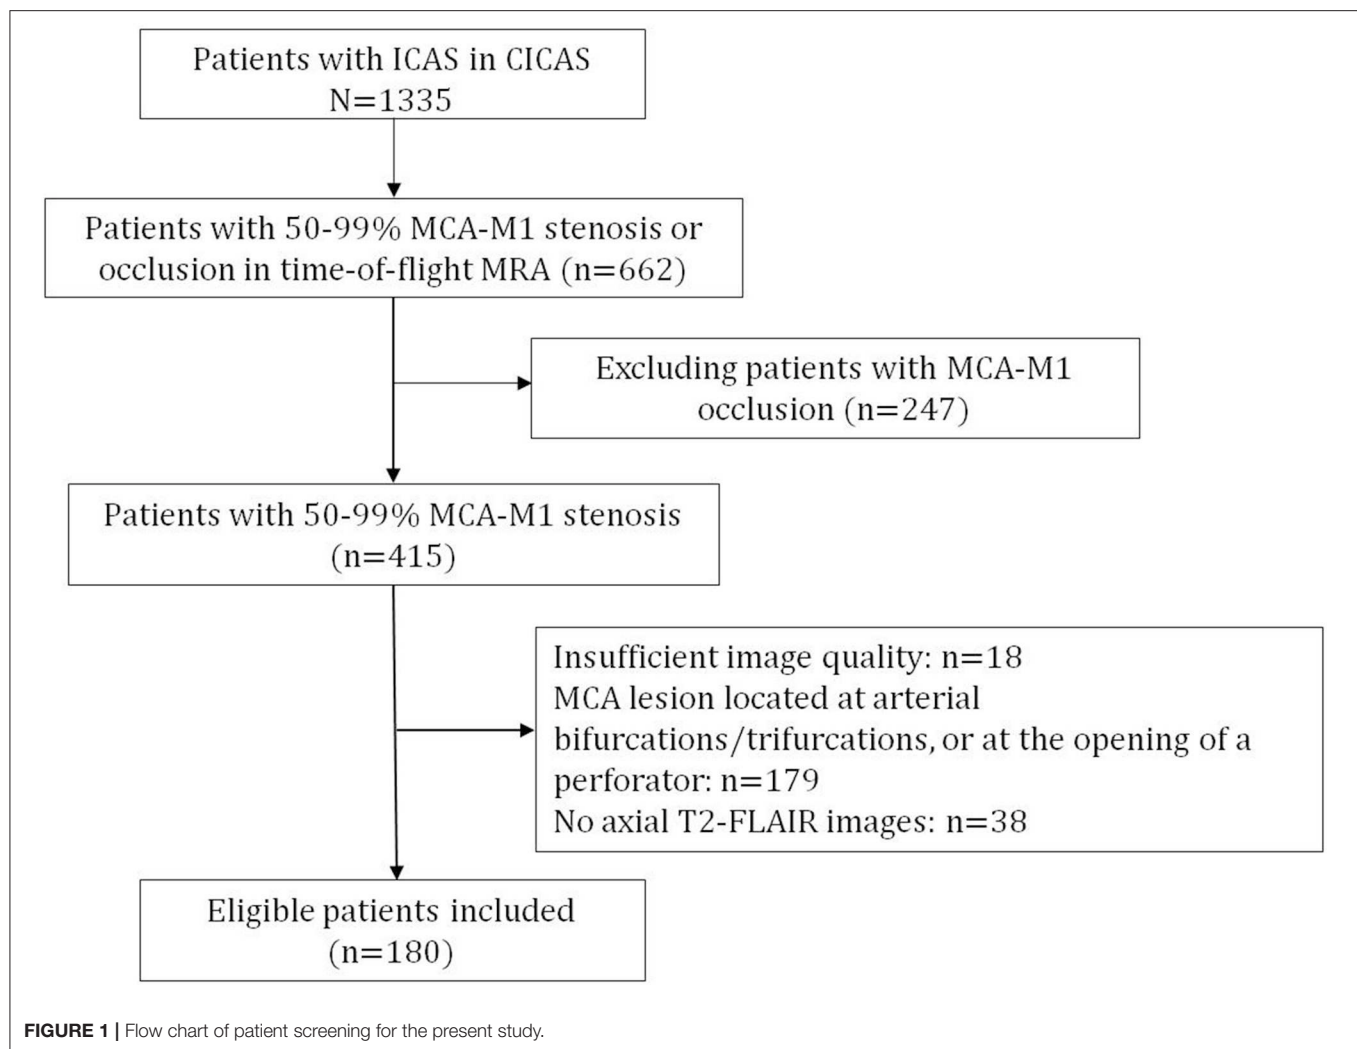 Patients with ICAS in CICAS
N=1335
Patients with 50-99% MCA-M1 stenosis or
occlusion in time-of-flight MRA (n=662)
Excluding patients with MCA-M1
occlusion (n=247)
Patients with 50-99% MCA-M1 stenosis
(n=415)
Insufficient image quality: n=18
MCA lesion located at arterial
bifurcations/trifurcations, or at the opening of a
perforator: n=179
No axial T2-FLAIR images: n=38
Eligible patients included
(n=180)
FIGURE 1 | Flow chart of patient screening for the present study.